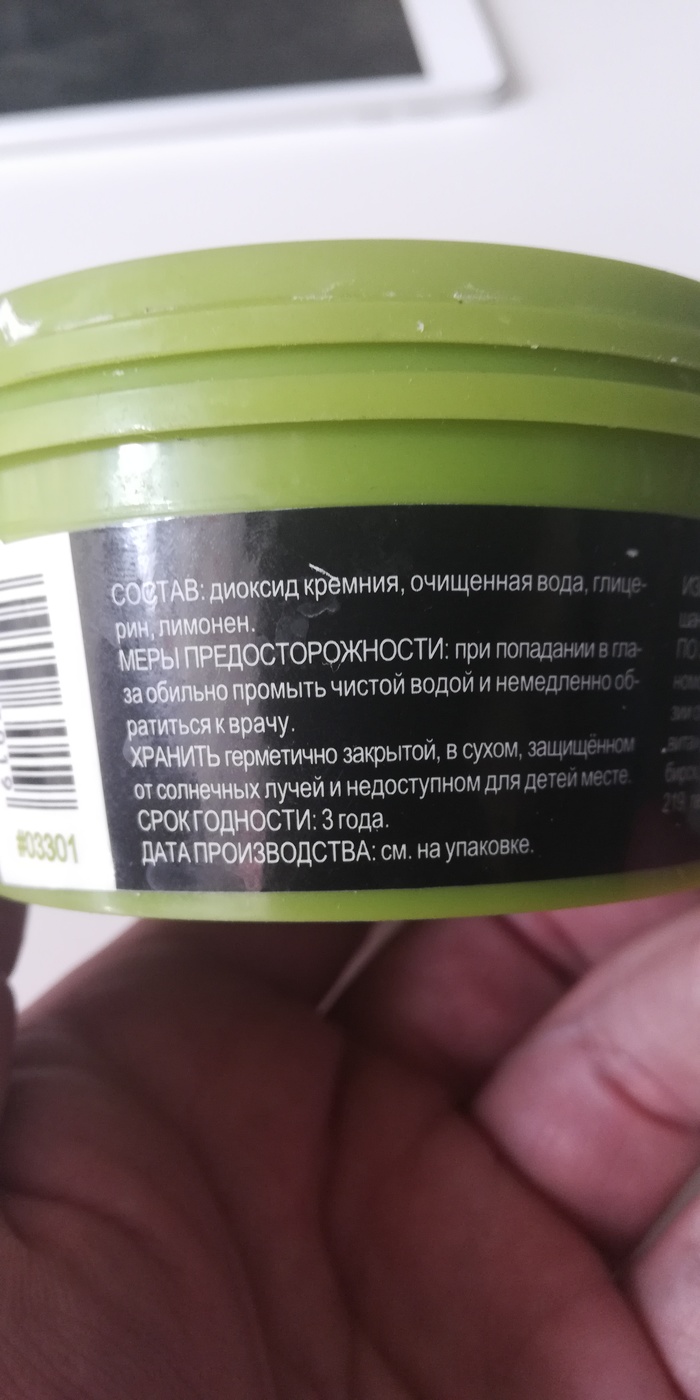 СОСТАВ: диоксид кремния, очищенная вода, глице-
рин, лимонен.
МЕРЫ ПРЕДОСТОРОЖНОСТИ: при попадании в гла-
за обильно промыть чистой водой и немедленно об-
ратиться к врачу.
ХРАНИТЬ герметично закрытой, в сухом, защищённом
от солнечных лучей и недоступном для детей месте.
СРОК ГОДНОСТИ: 3 года.
ДАТА ПРОИЗВОДСТВА: см. на упаковке.
#03301